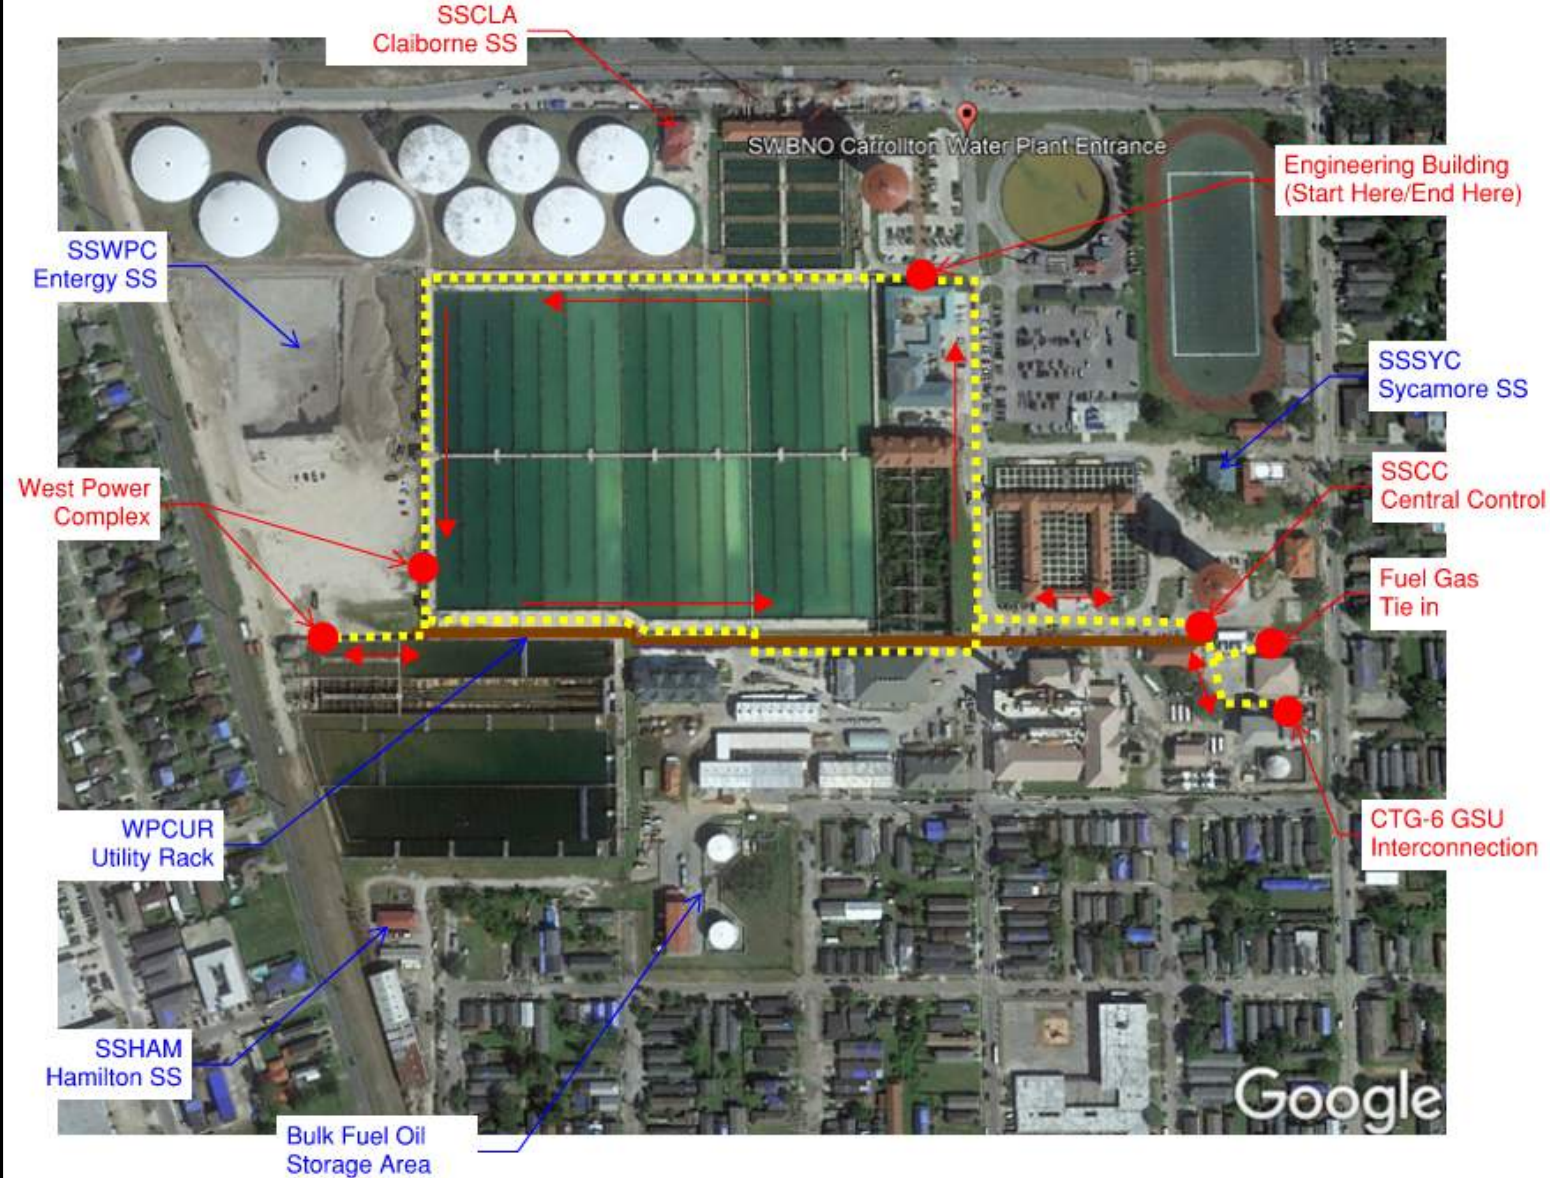 SSCLA
Claiborne SS
SWBNO Carrollton Water Plant Entrance
Engineering Building
(Start Here/End Here)
SSWPC
Entergy SS
SSSYC
Sycamore SS
West Power
Complex
SSCC
Central Control
Fuel Gas
Tie in
WPCUR
Utility Rack
CTG-6 GSU
Interconnection
SSHAM
Hamilton SS
Bulk Fuel Oil
Storage Area
Google